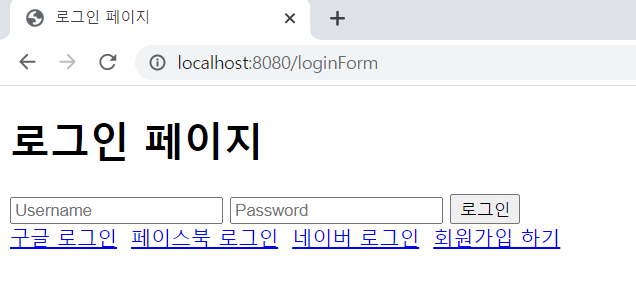 로그인 페이지
localhost:8080/loginForm
로그인 페이지
Username Password 로그인
구글 로그인 페이스북 로그인 네이버 로그인 회원가입 하기